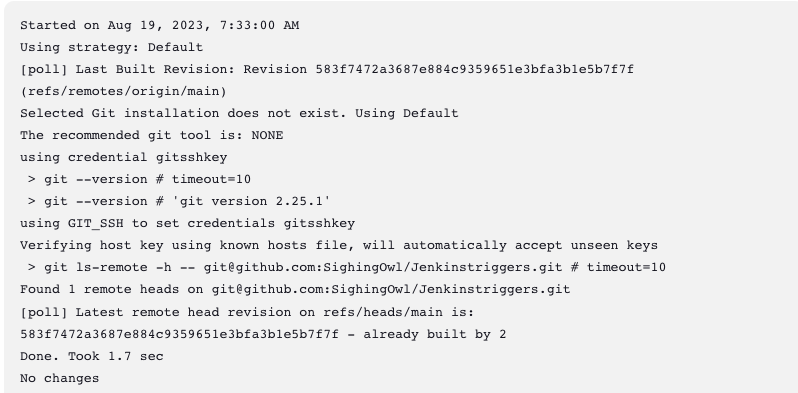 Started on Aug 19, 2023, 7:33:00 AM
Using strategy: Default
[poll] Last Built Revision: Revision 583f7472a3687e884c9359651e3bfa3b1e5b7f7f
(refs/remotes/origin/main)
Selected Git installation does not exist. Using Default
The recommended git tool is: NONE
using credential gitsshkey
 > git --version # timeout=10
 > git --version # 'git version 2.25.1'
using GIT_SSH to set credentials gitsshkey
Verifying host key using known hosts file, will automatically accept unseen keys
 > git ls-remote -h -- git@github.com:SighingOwl/Jenkinstriggers.git # timeout=10
Found 1 remote heads on git@github.com:SighingOwl/Jenkinstriggers.git
[poll] Latest remote head revision on refs/heads/main is:
583f7472a3687e884c9359651e3bfa3b1e5b7f7f - already built by 2
Done. Took 1.7 sec
No changes